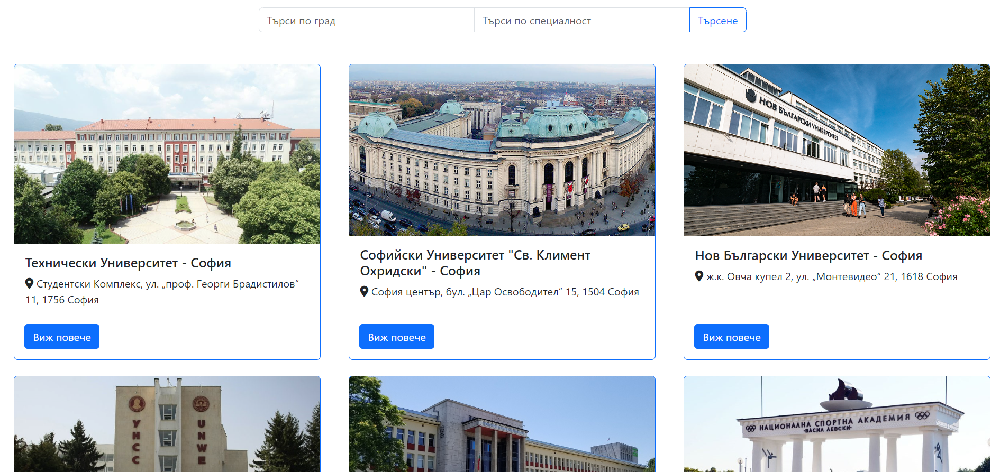 Търси по град
Търси по специалност
Търсене
НОВ БЪЛГАРСКИ УНИВЕРСИТЕТ
Технически Университет - София
Студентски Комплекс, ул. „проф. Георги Брадистилов“
11, 1756 София
Виж повече
Софийски Университет "Св. Климент
Охридски" - София
София център, бул. „Цар Освободител“ 15, 1504 София
Виж повече
Нов Български Университет - София
ж.к. Овча купел 2, ул. „Монтевидео“ 21, 1618 София
Виж повече
УНСС
UNWE
НАЦИОНАЛНА СПОРТНА АКАДЕМИЯ
·ВАСИЛ ЛЕВСКИ·